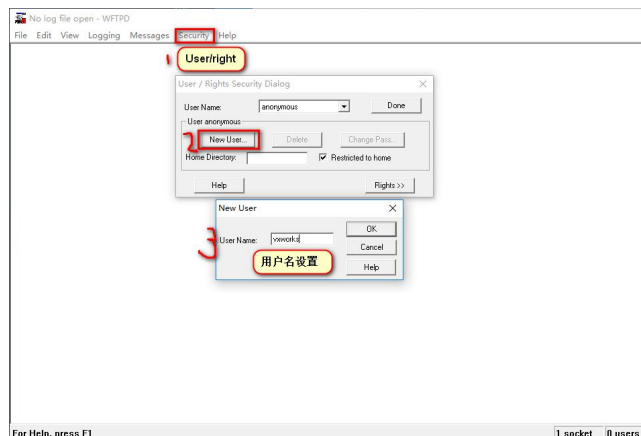 No log file open - WFTPD
File Edit View Logging Messages Security Help
1 User/right
User / Rights Security Dialog
User Name: anonymous Done
User anonymous
2 New User... Delete Change Pass...
Home Directory: Restricted to home
Help Rights >>
New User
OK
3 User Name: vxworks
Cancel
用户名设置
Help
For Help, press F1 1 socket 0 users